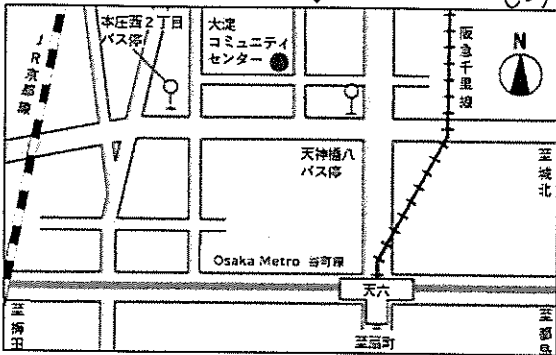 本庄西2丁目
バス停
大淀
コミュニティ
センター
阪急千里線
N
JR京都線
天神橋八
バス停
至城北
Osaka Metro 谷町線
天六
至梅田
至扇町
至都島